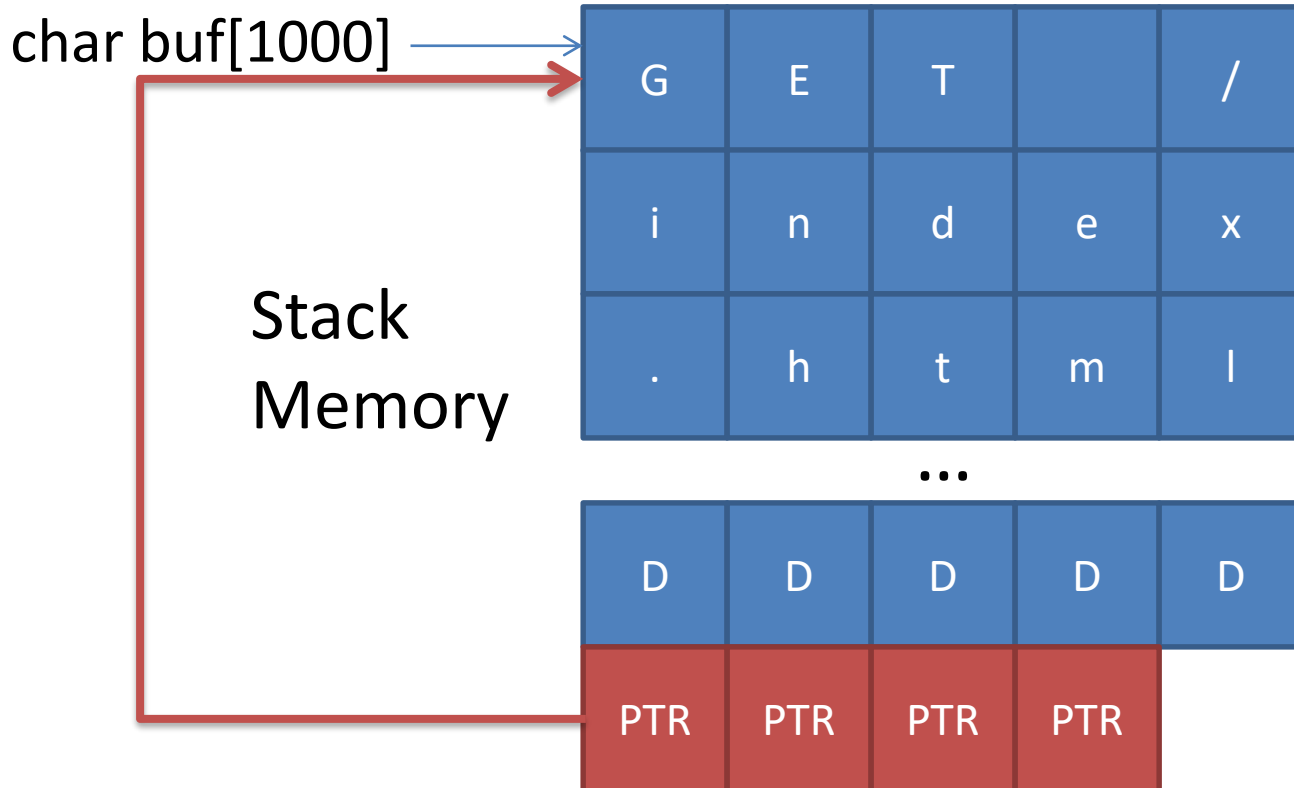 char buf[1000]
G E T /
i n d e x
Stack
Memory
. h t m l
...
D D D D D
PTR PTR PTR PTR